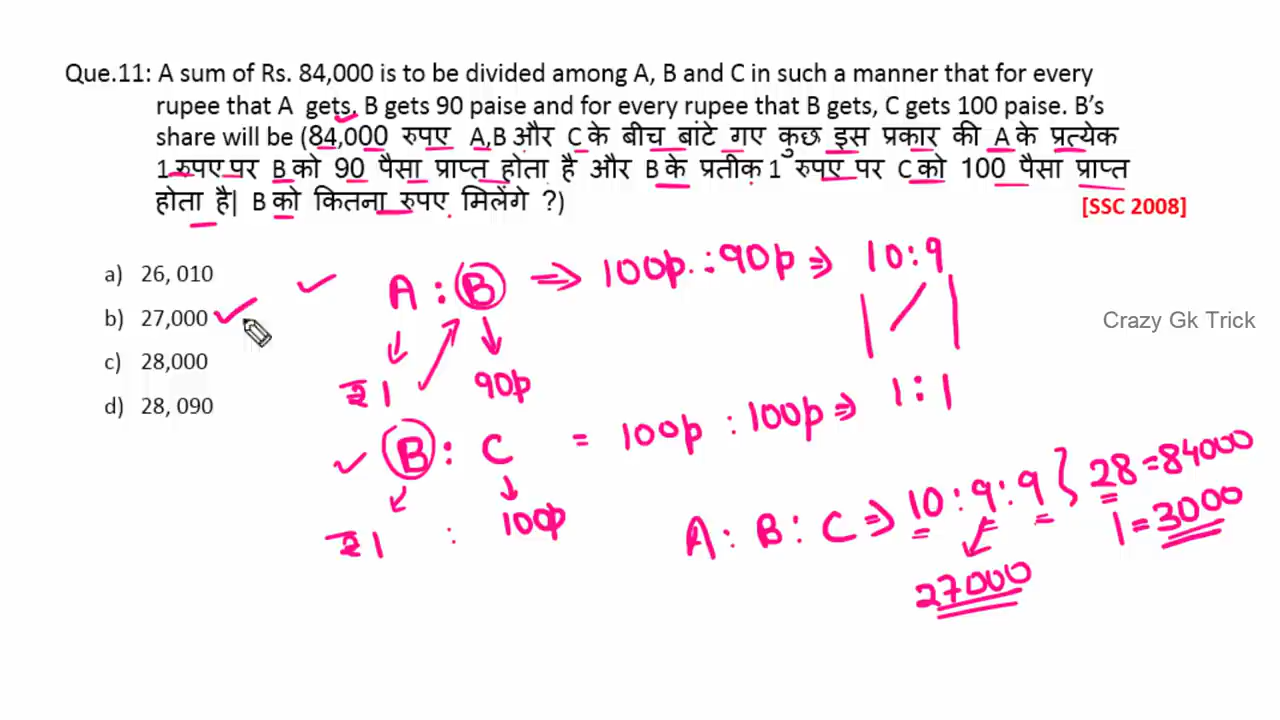 Que.11: A sum of Rs. 84,000 is to be divided among A, B and C in such a manner that for every
rupee that A gets, B gets 90 paise and for every rupee that B gets, C gets 100 paise. B's
share will be (84,000 रुपए A,B और C के बीच बांटे गए कुछ इस प्रकार की A के प्रत्येक
1 रुपए पर B को 90 पैसा प्राप्त होता है और B के प्रतीक 1 रुपए पर C को 100 पैसा प्राप्त
होता है| B को कितना रुपए मिलेंगे ?)
[SSC 2008]
a) 26, 010
b) 27,000
c) 28,000
d) 28, 090
A : B ⇒ 100p : 90p ⇒ 10:9
₹1 90p
B : C = 100p : 100p ⇒ 1:1
₹1 : 100p
A : B : C ⇒ 10 : 9 : 9 } 28 = 84000
1 = 3000
27000
Crazy Gk Trick